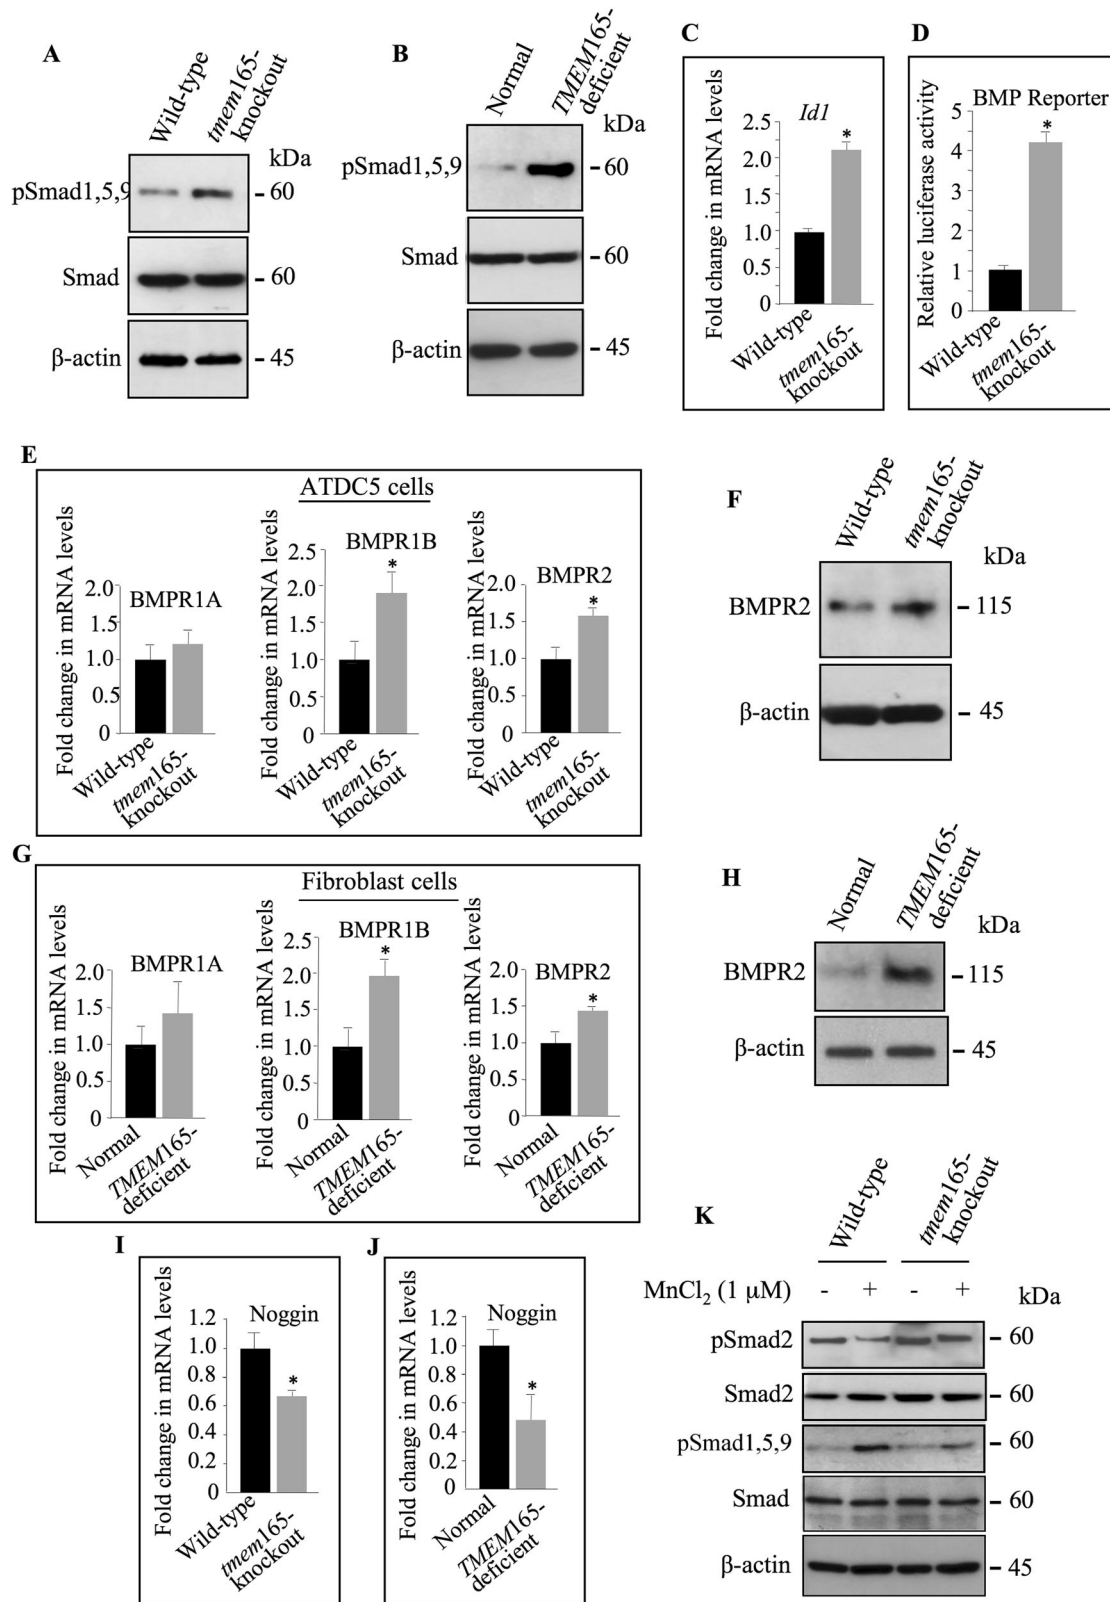 A
Wild-type
tmem165-
knockout
kDa
pSmad1,5,9
- 60
Smad
- 60
β-actin
- 45
B
Normal
TMEM165-
deficient
kDa
pSmad1,5,9
- 60
Smad
- 60
β-actin
- 45
C
Id1
Fold change in mRNA levels
2.5
2.0
1.5
1.0
0.5
0
*
Wild-type
tmem165-
knockout
D
BMP Reporter
Relative luciferase activity
5
4
3
2
1
0
*
Wild-type
tmem165-
knockout
E
ATDC5 cells
Fold change in mRNA levels
BMPR1A
2.0
1.5
1.0
0.5
0
Wild-type
tmem165-
knockout
Fold change in mRNA levels
BMPR1B
2.5
2.0
1.5
1.0
0.5
0
*
Wild-type
tmem165-
knockout
Fold change in mRNA levels
BMPR2
2.0
1.5
1.0
0.5
0
*
Wild-type
tmem165-
knockout
F
Wild-type
tmem165-
knockout
kDa
BMPR2
- 115
β-actin
- 45
G
Fibroblast cells
Fold change in mRNA levels
BMPR1A
2.0
1.5
1.0
0.5
0
Normal
TMEM165-
deficient
Fold change in mRNA levels
BMPR1B
2.5
2.0
1.5
1.0
0.5
0
*
Normal
TMEM165-
deficient
Fold change in mRNA levels
BMPR2
2.0
1.5
1.0
0.5
0
*
Normal
TMEM165-
deficient
H
Normal
TMEM165-
deficient
kDa
BMPR2
- 115
β-actin
- 45
I
Fold change in mRNA levels
Noggin
1.2
1.0
0.8
0.6
0.4
0.2
0
*
Wild-type
tmem165-
knockout
J
Fold change in mRNA levels
Noggin
1.2
1.0
0.8
0.6
0.4
0.2
0
*
Normal
TMEM165-
deficient
K
Wild-type
tmem165-
knockout
MnCl₂ (1 µM) - + - + kDa
pSmad2
- 60
Smad2
- 60
pSmad1,5,9
- 60
Smad
- 60
β-actin
- 45